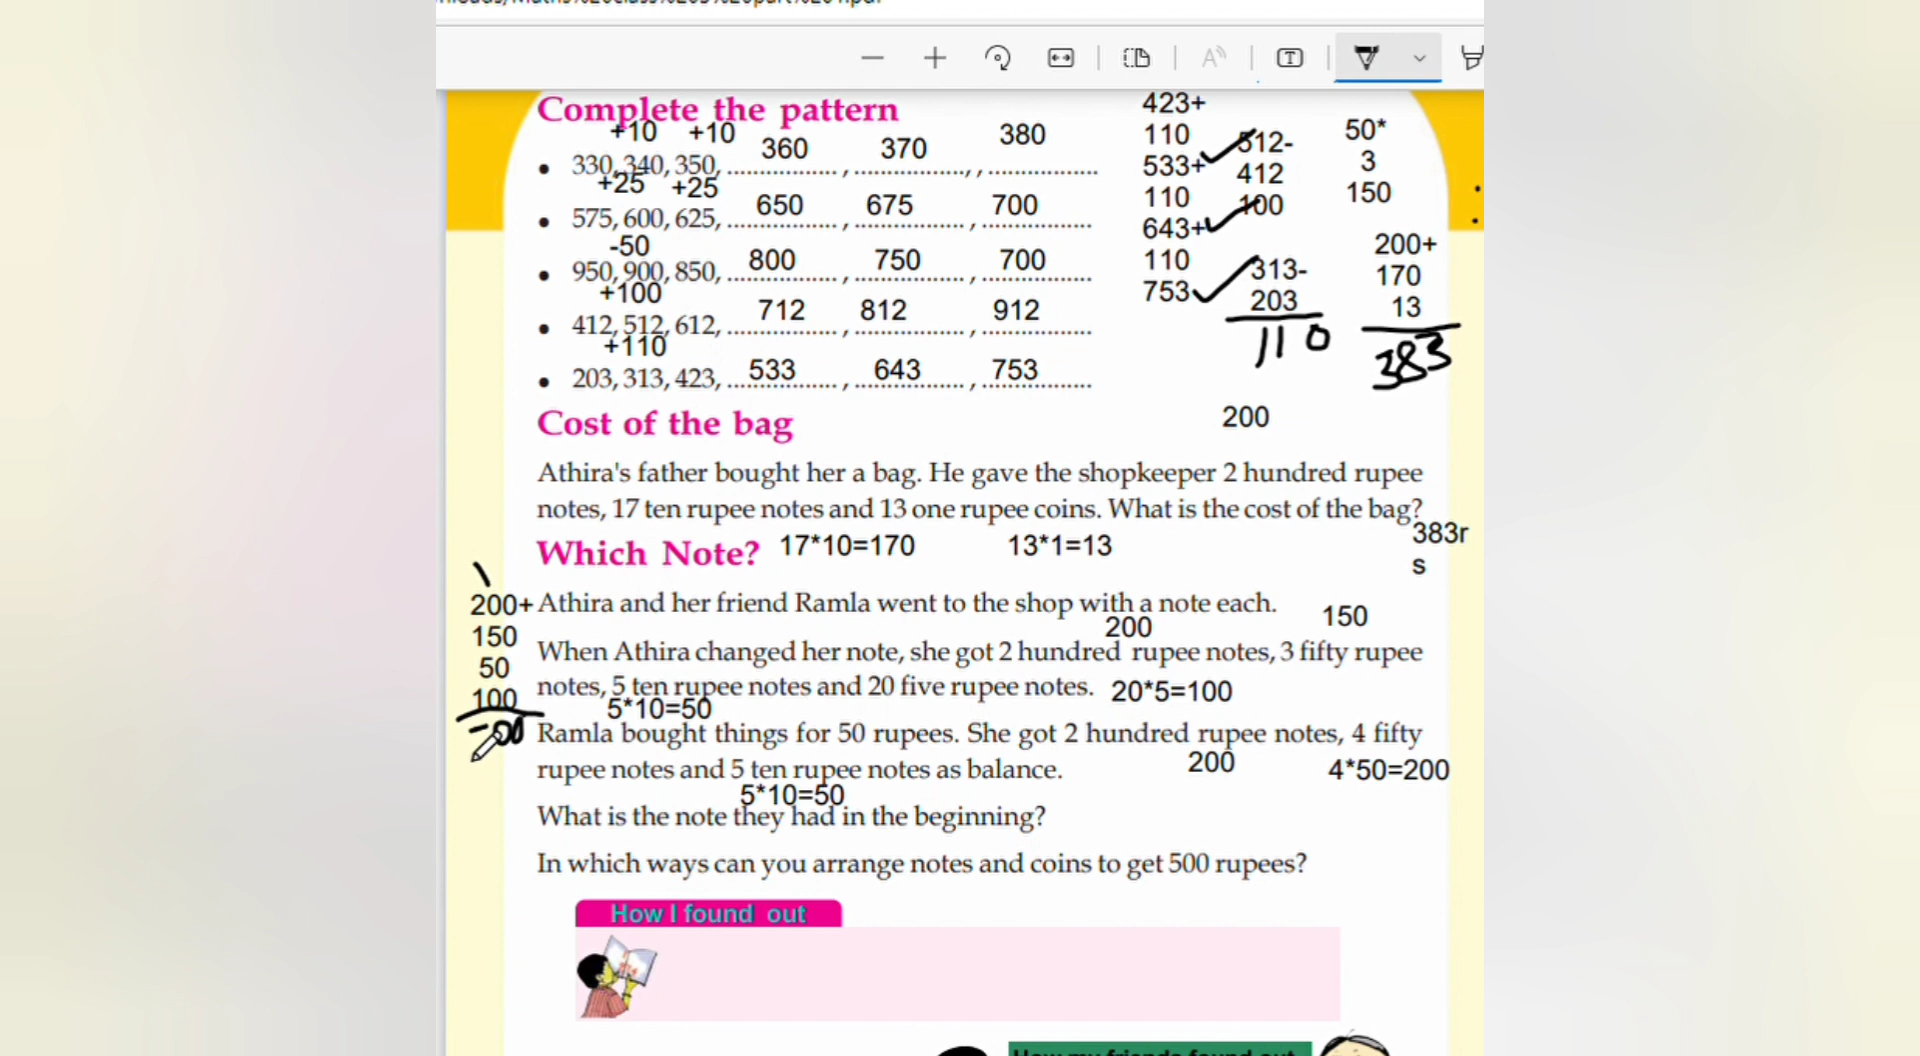 Complete the pattern
+10 +10
330, 340, 350, 360 , 370 , , 380
+25 +25
575, 600, 625, 650 , 675 , 700
-50
950, 900, 850, 800 , 750 , 700
+100
412, 512, 612, 712 , 812 , 912
+110
203, 313, 423, 533 , 643 , 753
423+
110
533+
110
643+
110
753
512-
412
100
313-
203
110
50*
3
150
200+
170
13
383
Cost of the bag
200
Athira's father bought her a bag. He gave the shopkeeper 2 hundred rupee
notes, 17 ten rupee notes and 13 one rupee coins. What is the cost of the bag?
383r
s
Which Note? 17*10=170 13*1=13
200+
150
50
100
Athira and her friend Ramla went to the shop with a note each.
200 150
When Athira changed her note, she got 2 hundred rupee notes, 3 fifty rupee
notes, 5 ten rupee notes and 20 five rupee notes. 20*5=100
5*10=50
Ramla bought things for 50 rupees. She got 2 hundred rupee notes, 4 fifty
rupee notes and 5 ten rupee notes as balance. 200 4*50=200
5*10=50
What is the note they had in the beginning?
In which ways can you arrange notes and coins to get 500 rupees?
How I found out